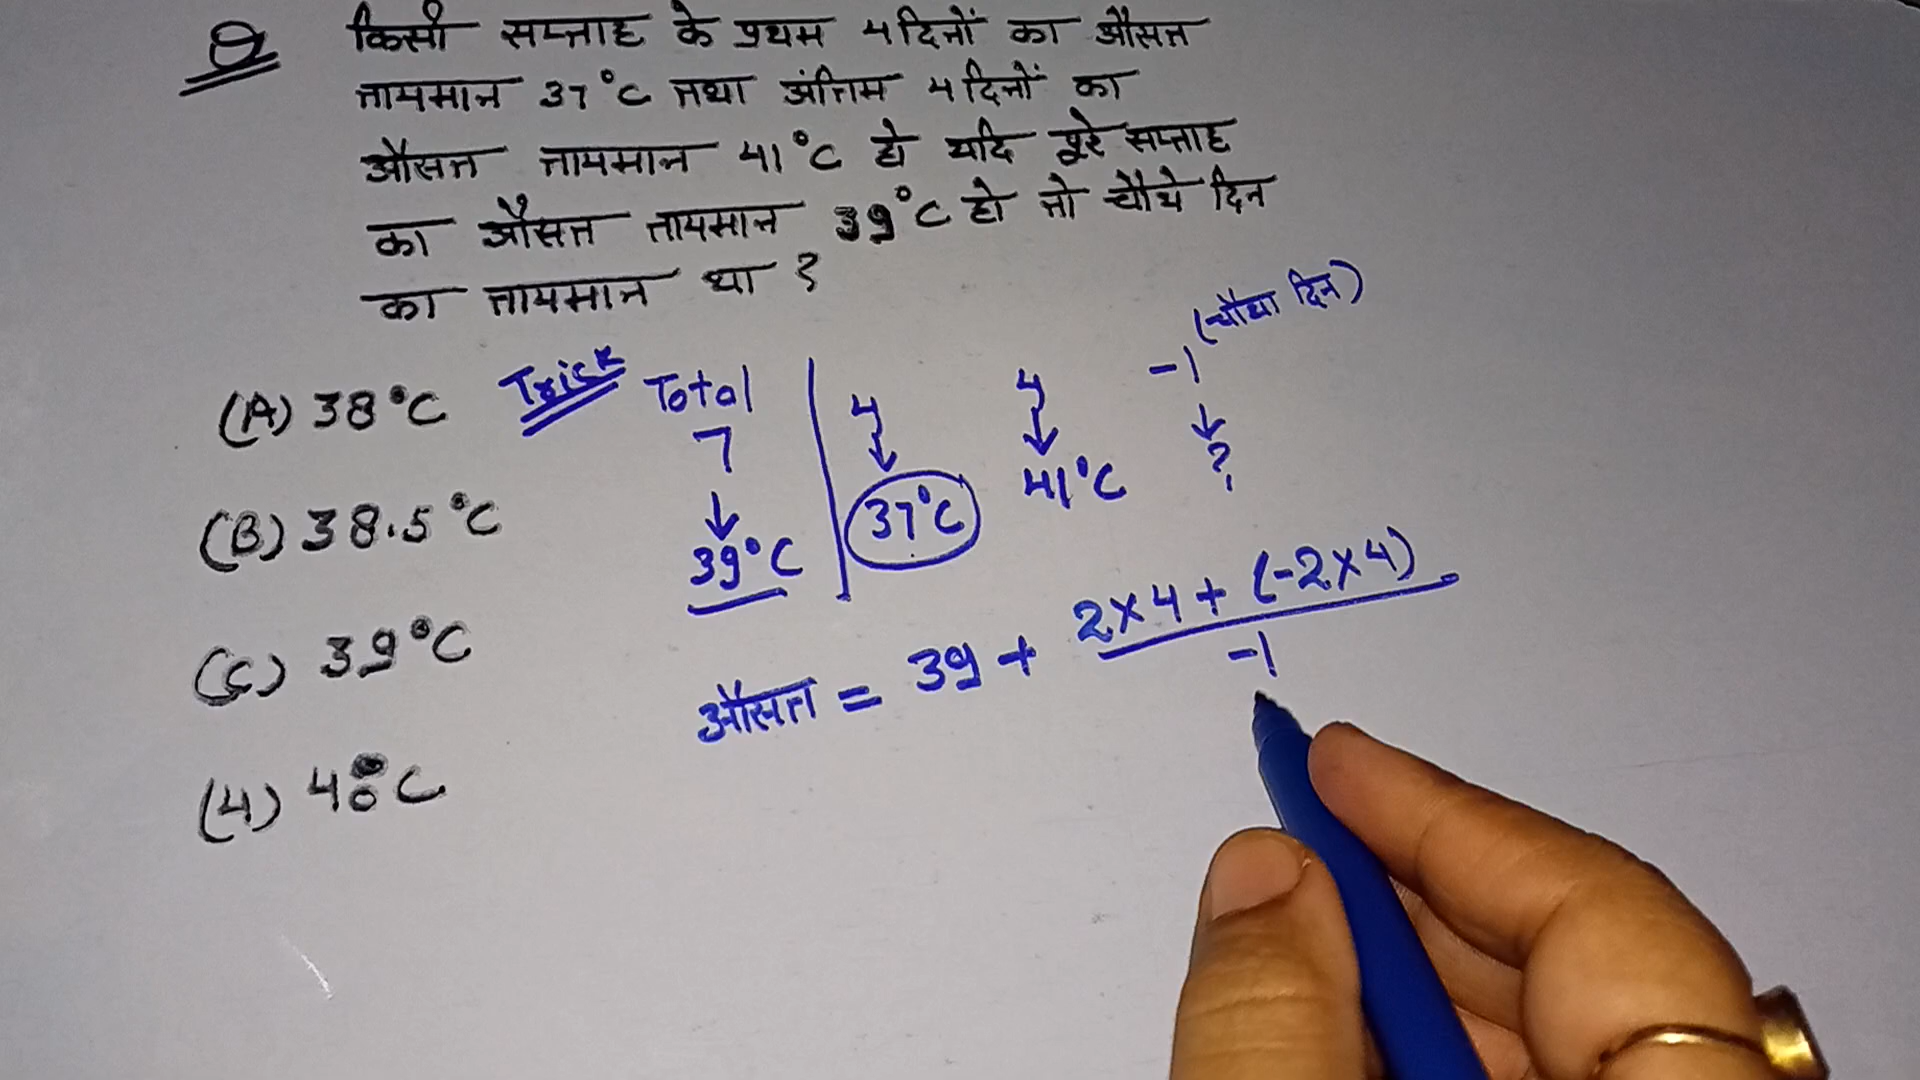 Q किसी सप्ताह के प्रथम 4 दिनों का औसत
तापमान 37°C तथा अंतिम 4 दिनों का
औसत तापमान 41°C हो यदि पूरे सप्ताह
का औसत तापमान 39°C हो तो चौथे दिन
का तापमान था ?
(चौथा दिन)
(A) 38°C Trick Total 4 4 -1
7
37°C 41°C ?
(B) 38.5°C
39°C
(C) 39°C
औसत = 39 + 2×4+(-2×4)
-1
(4) 40°C